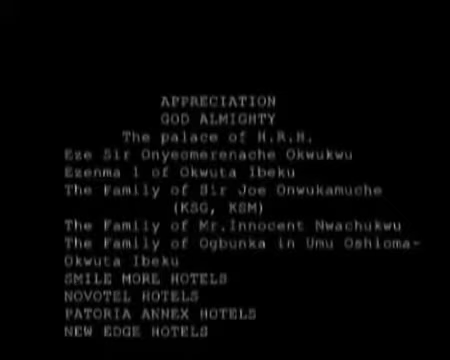 APPRECIATION
GOD ALMIGHTY
The palace of H.R.H.
Eze Sir Onyeomerenache Okwukwu
Ezenma 1 of Okwuta Ibeku
The Family of Sir Joe Onwukamuche
(KSG, KSM)
The Family of Mr.Innocent Nwachukwu
The Family of Ogbunka in Umu Oshioma-
Okwuta Ibeku
SMILE MORE HOTELS
NOVOTEL HOTELS
PATORIA ANNEX HOTELS
NEW EDGE HOTELS